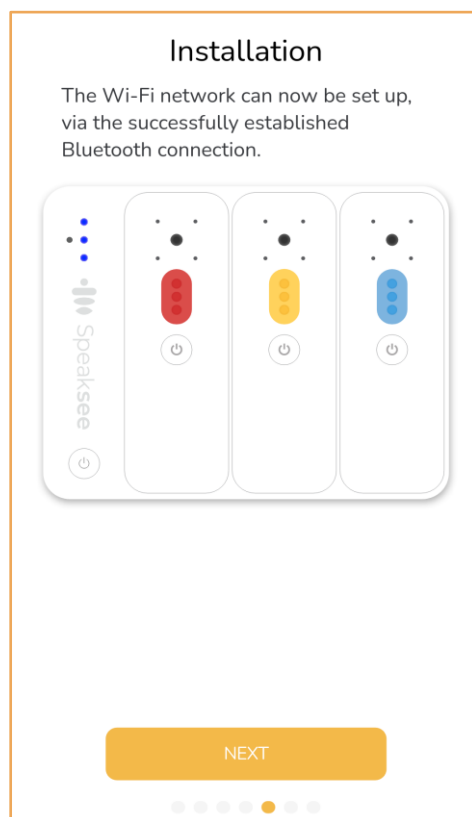 Installation
The Wi-Fi network can now be set up,
via the successfully established
Bluetooth connection.
Speaksee
NEXT